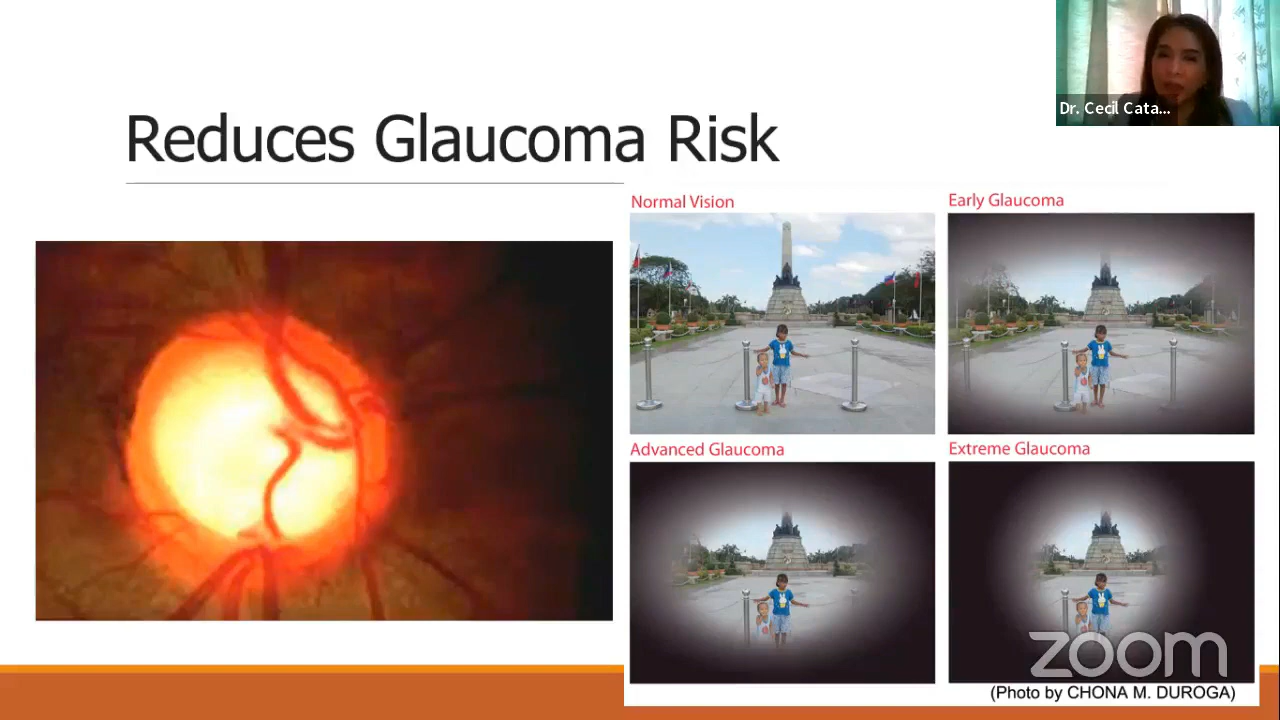 Dr. Cecil Cata...
Reduces Glaucoma Risk
Normal Vision
Early Glaucoma
Advanced Glaucoma
Extreme Glaucoma
zoom
(Photo by CHONA M. DUROGA)